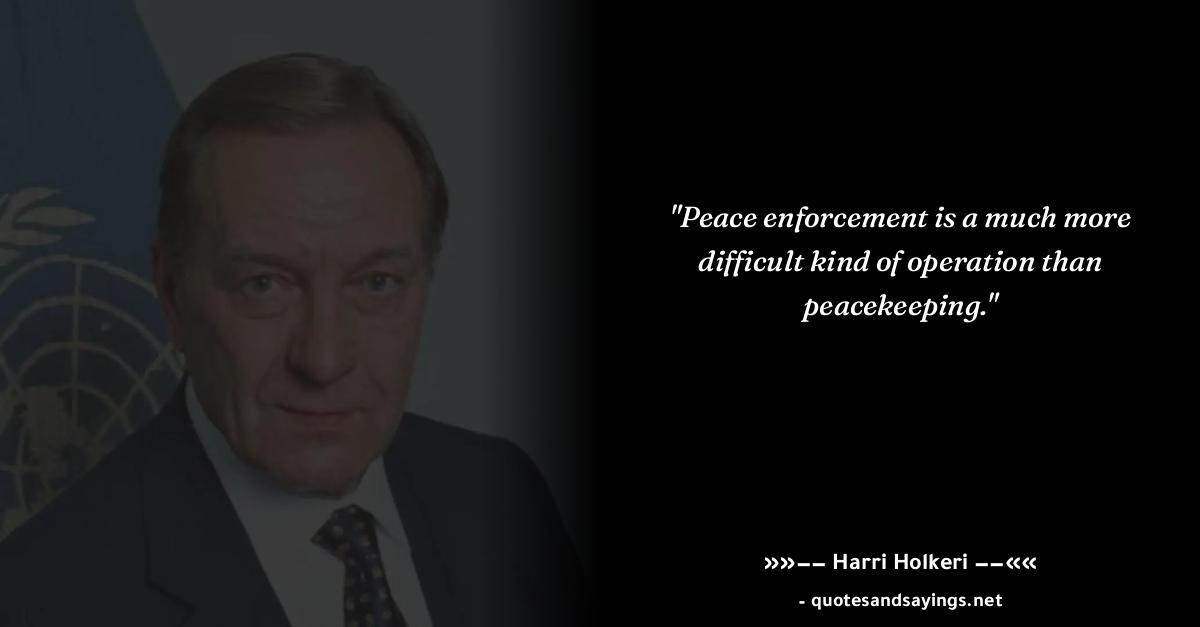 "Peace enforcement is a much more
difficult kind of operation than
peacekeeping."
»»−− Harri Holkeri −−««
- quotesandsayings.net